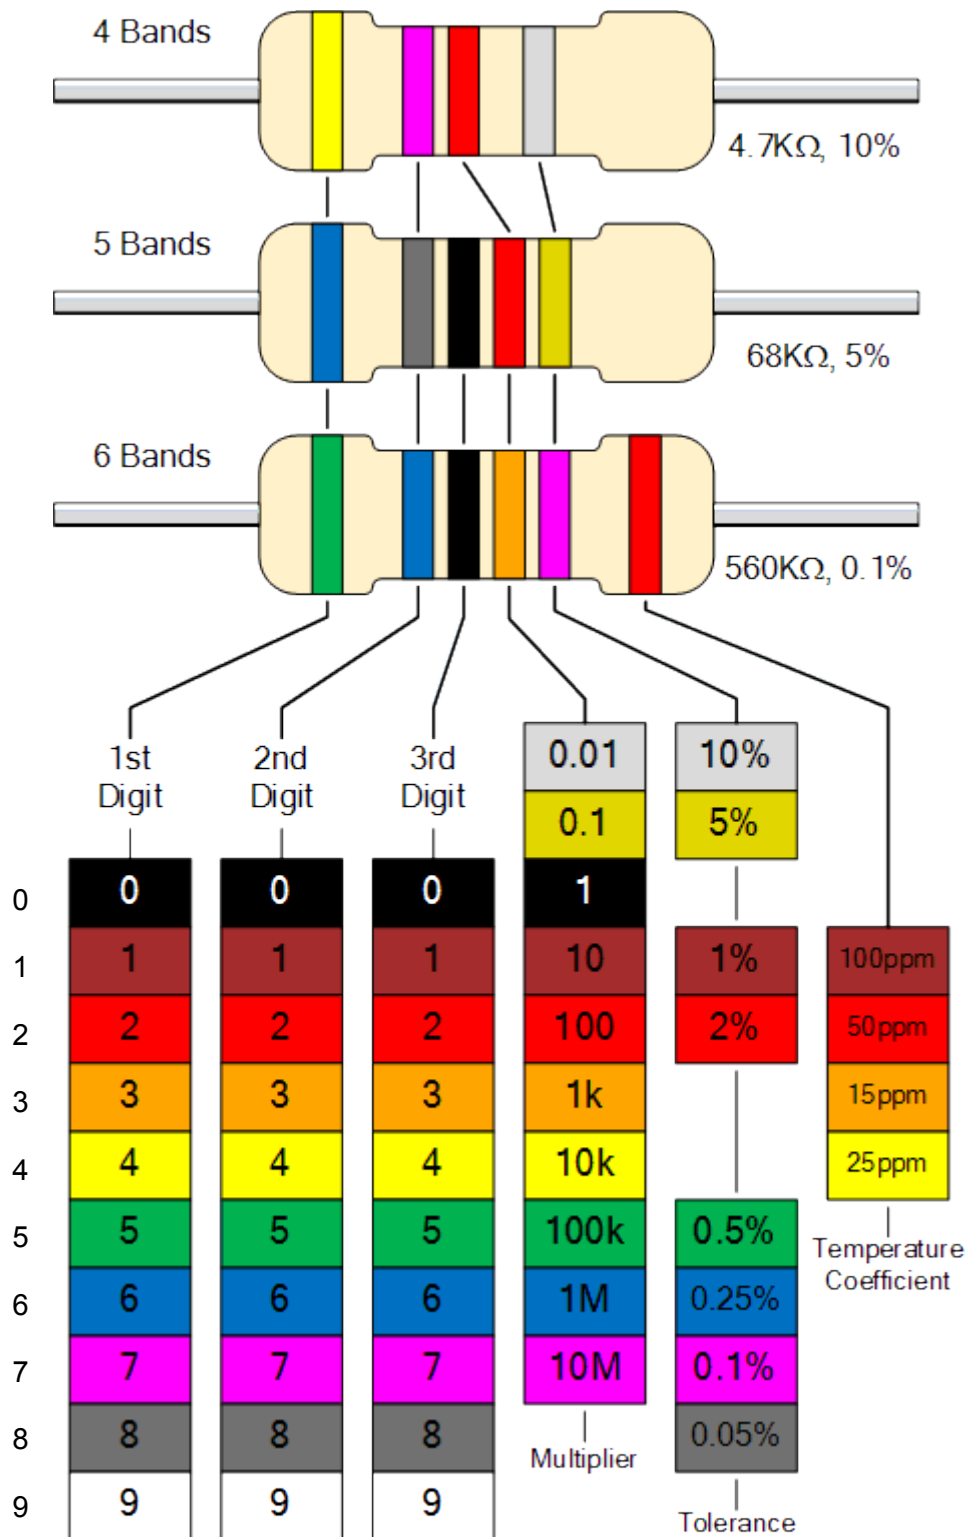 4 Bands
4.7KΩ, 10%
5 Bands
68KΩ, 5%
6 Bands
560KΩ, 0.1%
1st Digit
2nd Digit
3rd Digit
0.01 10%
0.1 5%
0 0 0 0 1
1 1 1 1 10 1% 100ppm
2 2 2 2 100 2% 50ppm
3 3 3 3 1k 15ppm
4 4 4 4 10k 25ppm
5 5 5 5 100k 0.5%
Temperature
Coefficient
6 6 6 6 1M 0.25%
7 7 7 7 10M 0.1%
8 8 8 8 0.05%
Multiplier
9 9 9 9
Tolerance